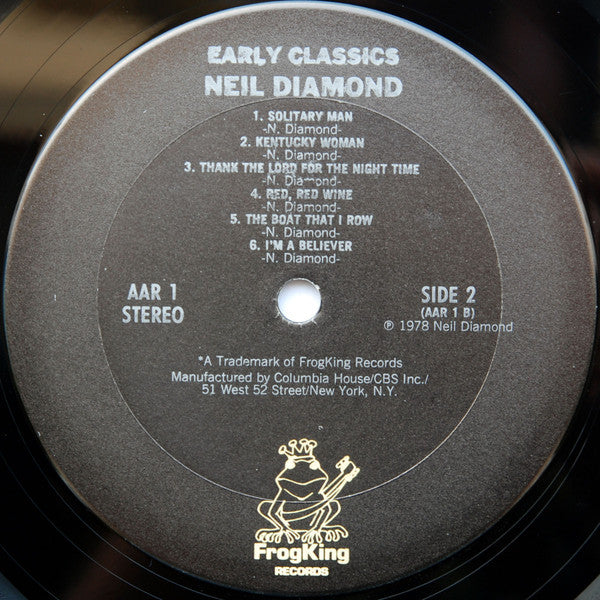 EARLY CLASSICS
NEIL DIAMOND
1. SOLITARY MAN
-N. Diamond-
2. KENTUCKY WOMAN
-N. Diamond-
3. THANK THE LORD FOR THE NIGHT TIME
-N. Diamond-
4. RED, RED WINE
-N. Diamond-
5. THE BOAT THAT I ROW
-N. Diamond-
6. I'M A BELIEVER
-N. Diamond-
AAR 1
STEREO
SIDE 2
(AAR 1 B)
℗ 1978 Neil Diamond
*A Trademark of FrogKing Records
Manufactured by Columbia House/CBS Inc./
51 West 52 Street/New York, N.Y.
FrogKing
RECORDS